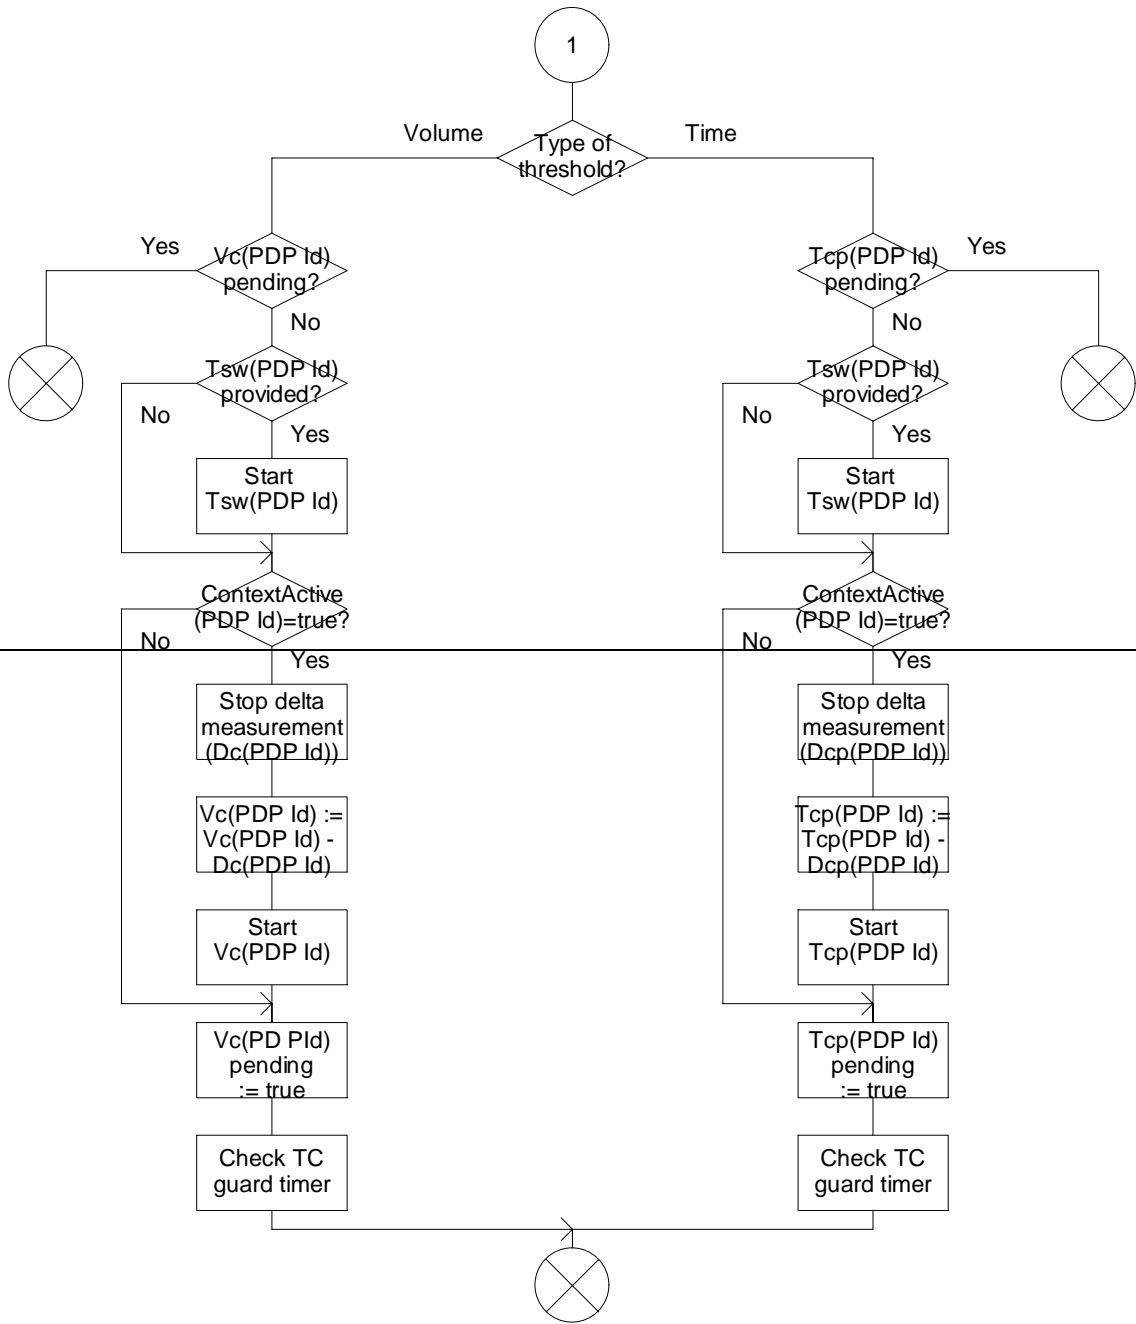 1
Volume
Type of
threshold?
Time
Yes
Vc(PDP Id)
pending?
No
Tcp(PDP Id)
pending?
Yes
No
Tsw(PDP Id)
provided?
No
Yes
Tsw(PDP Id)
provided?
No
Yes
Start
Tsw(PDP Id)
Start
Tsw(PDP Id)
ContextActive
(PDP Id)=true?
No
Yes
ContextActive
(PDP Id)=true?
No
Yes
Stop delta
measurement
(Dc(PDP Id))
Stop delta
measurement
(Dcp(PDP Id))
Vc(PDP Id) :=
Vc(PDP Id) -
Dc(PDP Id)
Tcp(PDP Id) :=
Tcp(PDP Id) -
Dcp(PDP Id)
Start
Vc(PDP Id)
Start
Tcp(PDP Id)
Vc(PD PId)
pending
:= true
Tcp(PDP Id)
pending
:= true
Check TC
guard timer
Check TC
guard timer